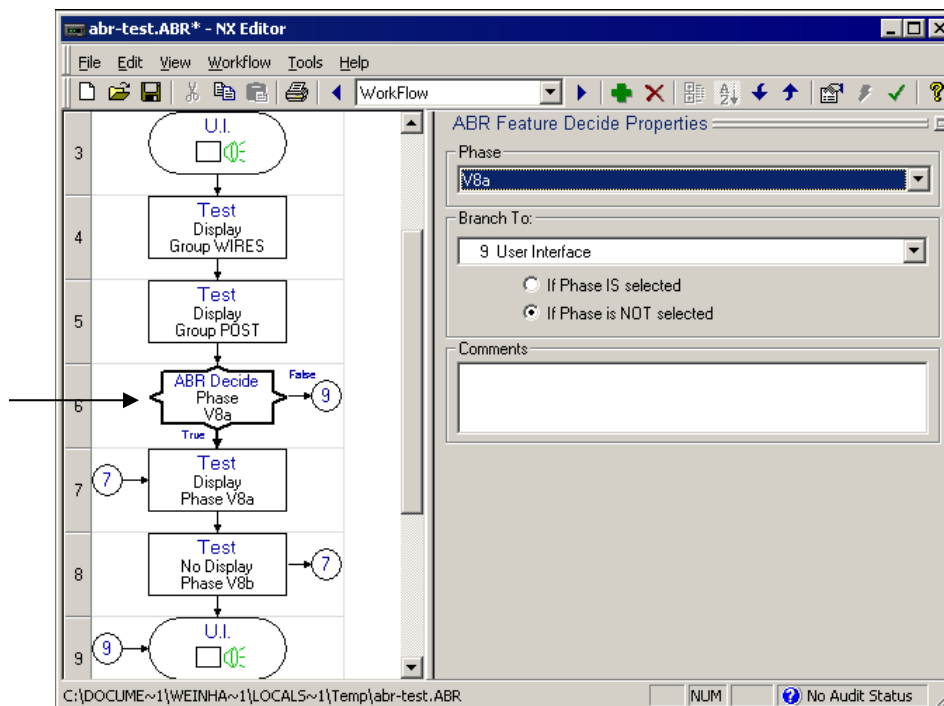 abr-test.ABR* - NX Editor
File Edit View Workflow Tools Help
WorkFlow
3
U.I.
4
Test
Display
Group WIRES
5
Test
Display
Group POST
6
ABR Decide
Phase
V8a
False
9
True
7
7
Test
Display
Phase V8a
8
Test
No Display
Phase V8b
7
9
9
U.I.
ABR Feature Decide Properties
Phase
V8a
Branch To:
9 User Interface
If Phase IS selected
If Phase is NOT selected
Comments
C:\DOCUME~1\WEINHA~1\LOCALS~1\Temp\abr-test.ABR
NUM
No Audit Status